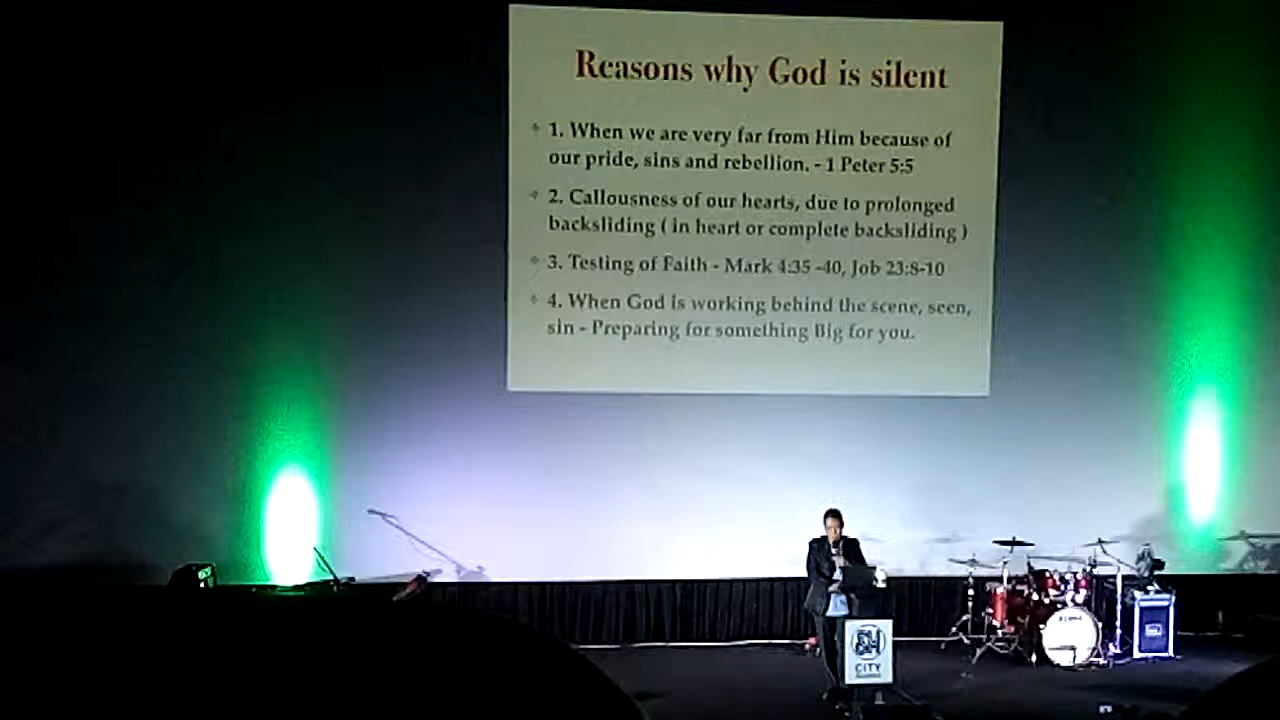 Reasons why God is silent
1. When we are very far from Him because of
our pride, sins and rebellion. - 1 Peter 5:5
2. Callousness of our hearts, due to prolonged
backsliding ( in heart or complete backsliding )
3. Testing of Faith - Mark 4:35 -40, Job 23:8-10
4. When God is working behind the scene, seen,
sin - Preparing for something Big for you.
SM
CITY
TAMA